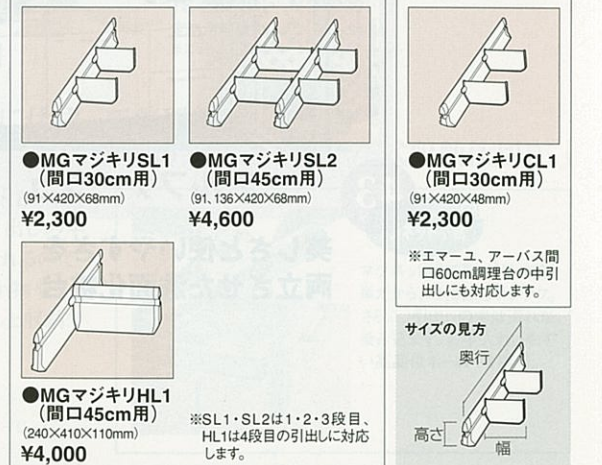 ●MGマジキリSL1
(間口30cm用)
(91×420×68mm)
¥2,300
●MGマジキリSL2
(間口45cm用)
(91、136×420×68mm)
¥4,600
●MGマジキリHL1
(間口45cm用)
(240×410×110mm)
¥4,000
※SL1・SL2は1・2・3段目、
HL1は4段目の引出しに対応
します。
●MGマジキリCL1
(間口30cm用)
(91×420×48mm)
¥2,300
※エマーユ、アーバス間
口60cm調理台の中引
出しにも対応します。
サイズの見方
奥行
高さ
幅